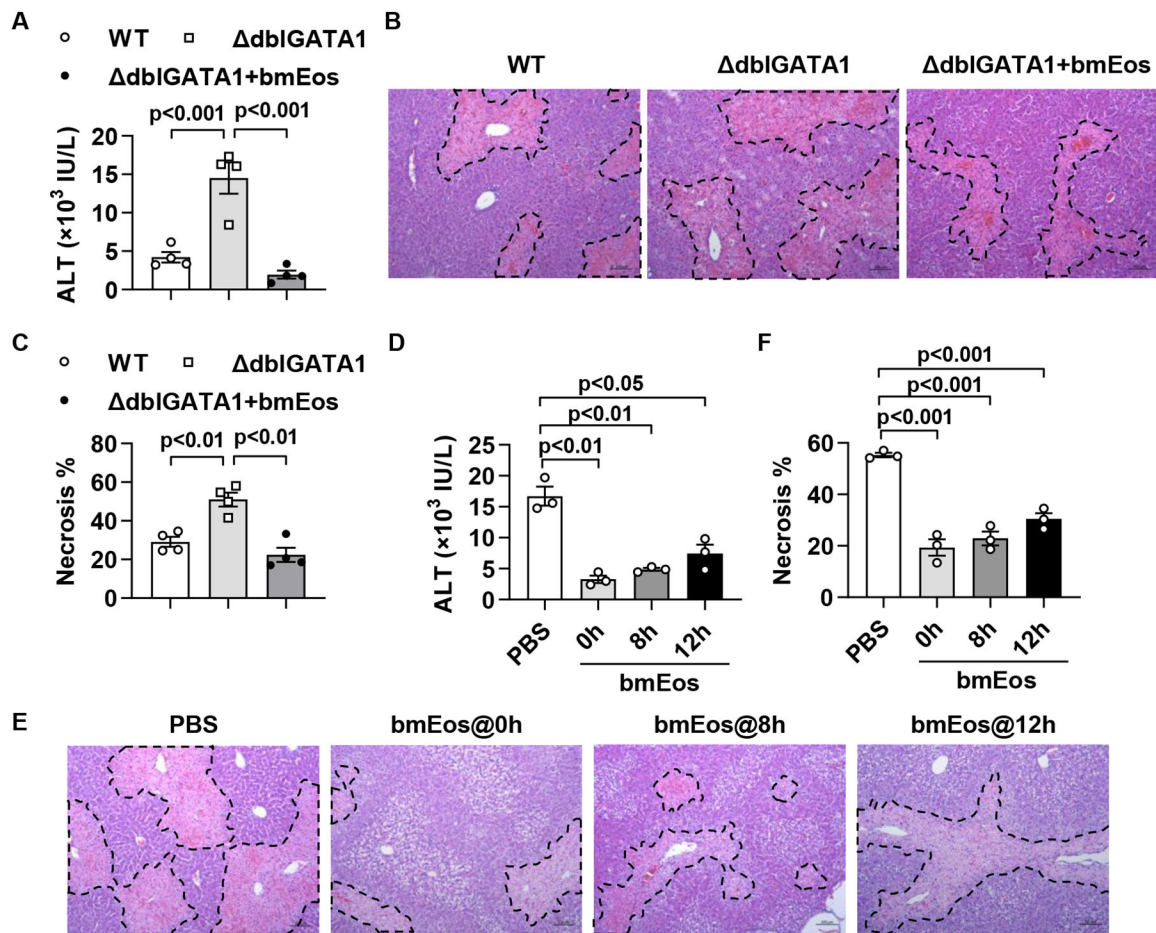 A
○ WT □ ΔdblGATA1
● ΔdblGATA1+bmEos
p<0.001 p<0.001
ALT (×10³ IU/L)
20
15
10
5
0
B
WT ΔdblGATA1 ΔdblGATA1+bmEos
C
○ WT □ ΔdblGATA1
● ΔdblGATA1+bmEos
p<0.01 p<0.01
Necrosis %
80
60
40
20
0
D
p<0.05
p<0.01
p<0.01
ALT (×10³ IU/L)
25
20
15
10
5
0
PBS 0h 8h 12h
bmEos
F
p<0.001
p<0.001
p<0.001
Necrosis %
60
40
20
0
PBS 0h 8h 12h
bmEos
E
PBS bmEos@0h bmEos@8h bmEos@12h